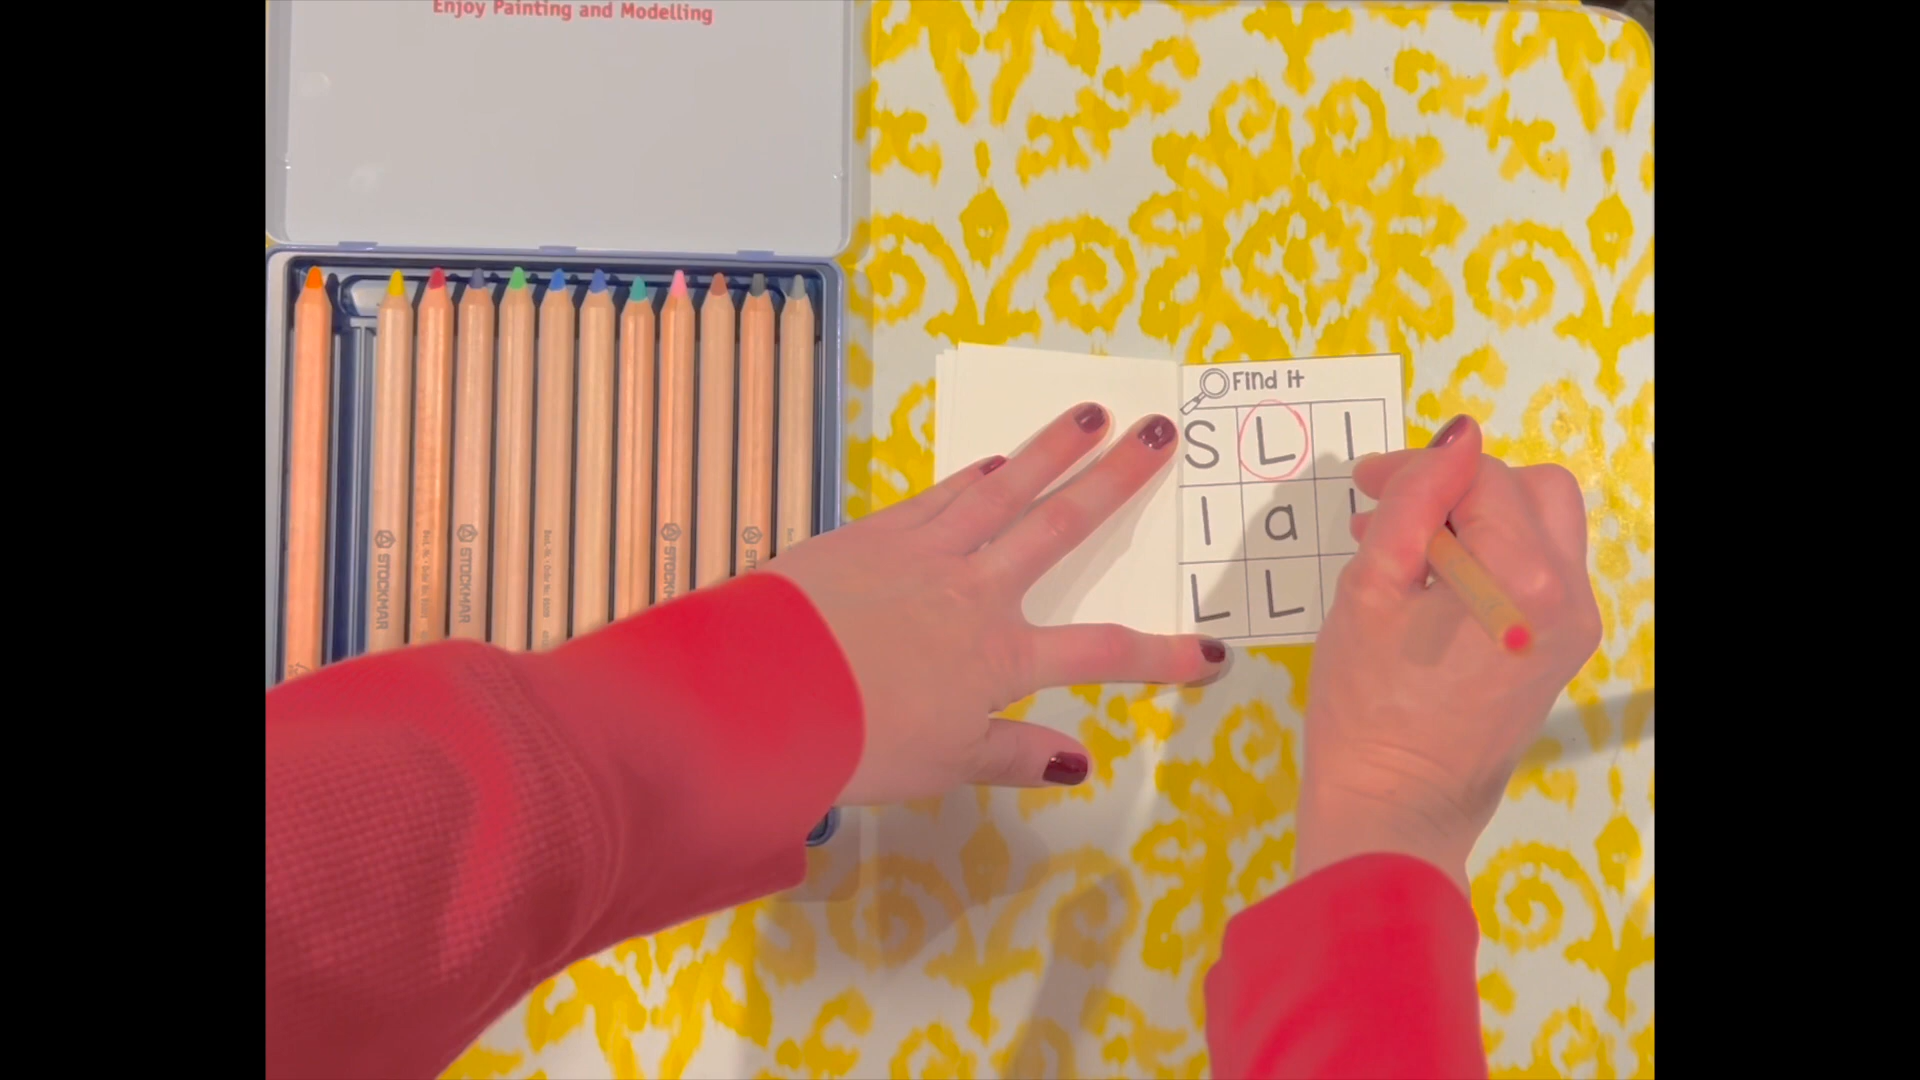 Enjoy Painting and Modelling
Find it
S L l
l a l
L L
STOCKMAR
STOCKMAR
STOCKMAR